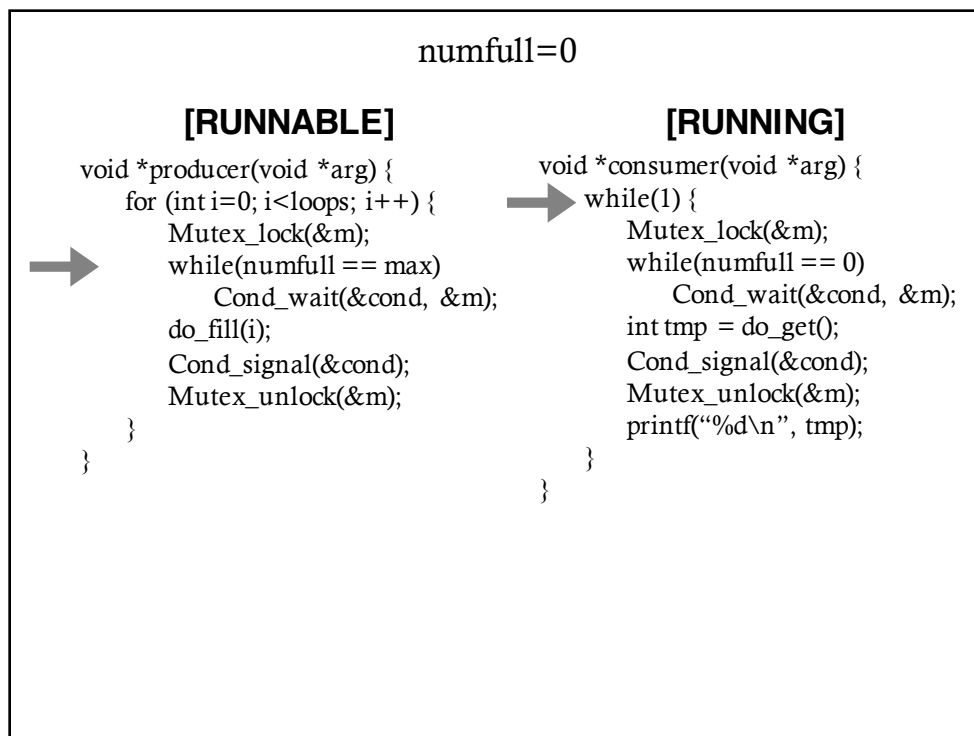 numfull=0
[RUNNABLE]
void *producer(void *arg) {
for (int i=0; i<loops; i++) {
Mutex_lock(&m);
while(numfull == max)
Cond_wait(&cond, &m);
do_fill(i);
Cond_signal(&cond);
Mutex_unlock(&m);
}
}
[RUNNING]
void *consumer(void *arg) {
while(1) {
Mutex_lock(&m);
while(numfull == 0)
Cond_wait(&cond, &m);
int tmp = do_get();
Cond_signal(&cond);
Mutex_unlock(&m);
printf(“%d\n”, tmp);
}
}